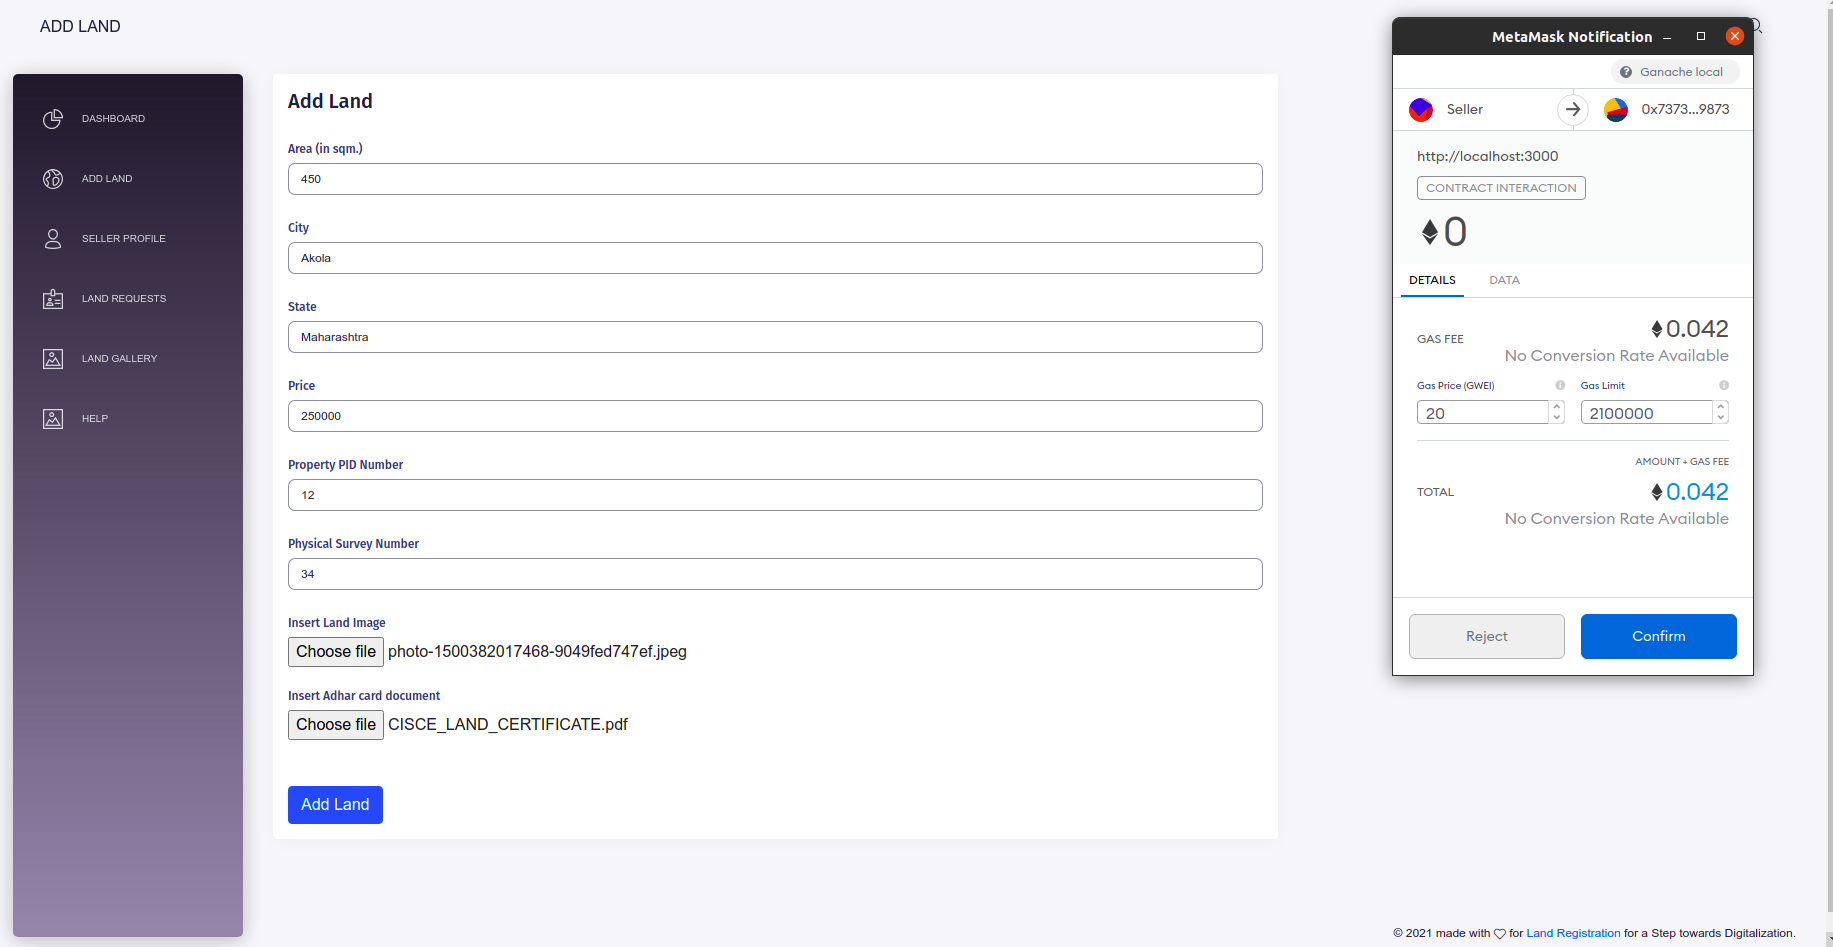 ADD LAND
DASHBOARD
ADD LAND
SELLER PROFILE
LAND REQUESTS
LAND GALLERY
HELP
Add Land
Area (in sqm.)
450
City
Akola
State
Maharashtra
Price
250000
Property PID Number
12
Physical Survey Number
34
Insert Land Image
Choose file photo-1500382017468-9049fed747ef.jpeg
Insert Adhar card document
Choose file CISCE_LAND_CERTIFICATE.pdf
Add Land
MetaMask Notification
Ganache local
Seller 0x7373...9873
http://localhost:3000
CONTRACT INTERACTION
0
DETAILS DATA
GAS FEE 0.042
No Conversion Rate Available
Gas Price (GWEI) Gas Limit
20 2100000
AMOUNT + GAS FEE
TOTAL 0.042
No Conversion Rate Available
Reject Confirm
© 2021 made with ♡ for Land Registration for a Step towards Digitalization.